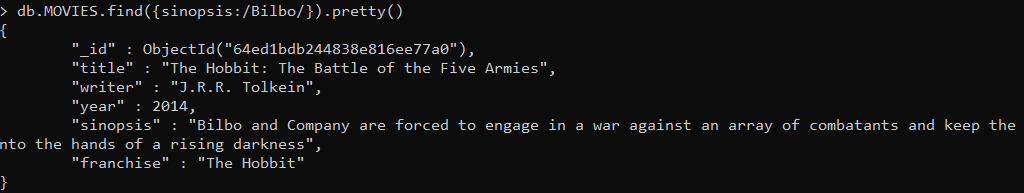 > db.MOVIES.find({sinopsis:/Bilbo/}).pretty()
{
"_id" : ObjectId("64ed1bdb244838e816ee77a0"),
"title" : "The Hobbit: The Battle of the Five Armies",
"writer" : "J.R.R. Tolkein",
"year" : 2014,
"sinopsis" : "Bilbo and Company are forced to engage in a war against an array of combatants and keep the
nto the hands of a rising darkness",
"franchise" : "The Hobbit"
}